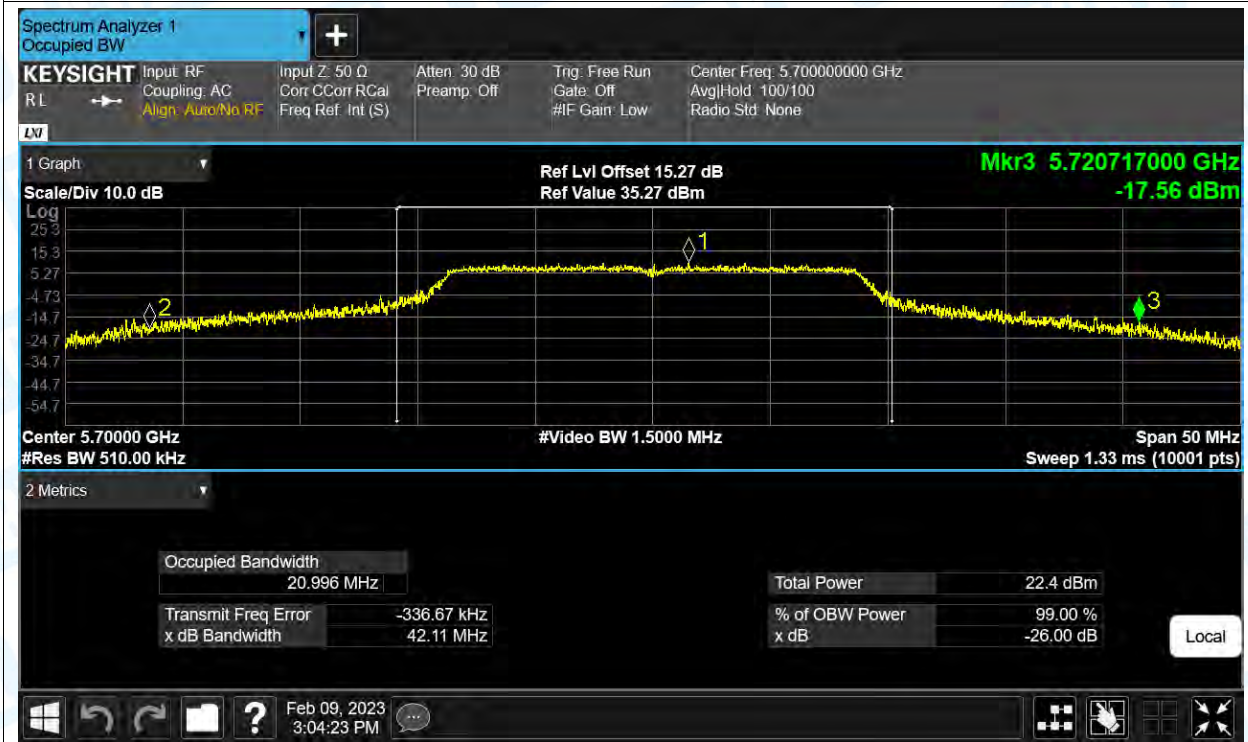 Spectrum Analyzer 1
Occupied BW
+
KEYSIGHT
R L
LXI
Input: RF
Coupling: AC
Align: Auto/No RF
Input Z: 50 Ω
Corr CCorr RCal
Freq Ref: Int (S)
Atten: 30 dB
Preamp: Off
Trig: Free Run
Gate: Off
#IF Gain: Low
Center Freq: 5.700000000 GHz
Avg|Hold: 100/100
Radio Std: None
1 Graph
Scale/Div 10.0 dB
Ref Lvl Offset 15.27 dB
Ref Value 35.27 dBm
Mkr3 5.720717000 GHz
-17.56 dBm
Log
25.3
15.3
5.27
-4.73
-14.7
-24.7
-34.7
-44.7
-54.7
1
2
3
Center 5.70000 GHz
#Video BW 1.5000 MHz
Span 50 MHz
#Res BW 510.00 kHz
Sweep 1.33 ms (10001 pts)
2 Metrics
Occupied Bandwidth
20.996 MHz
Total Power 22.4 dBm
Transmit Freq Error -336.67 kHz
% of OBW Power 99.00 %
x dB Bandwidth 42.11 MHz
x dB -26.00 dB
Local
?
Feb 09, 2023
3:04:23 PM